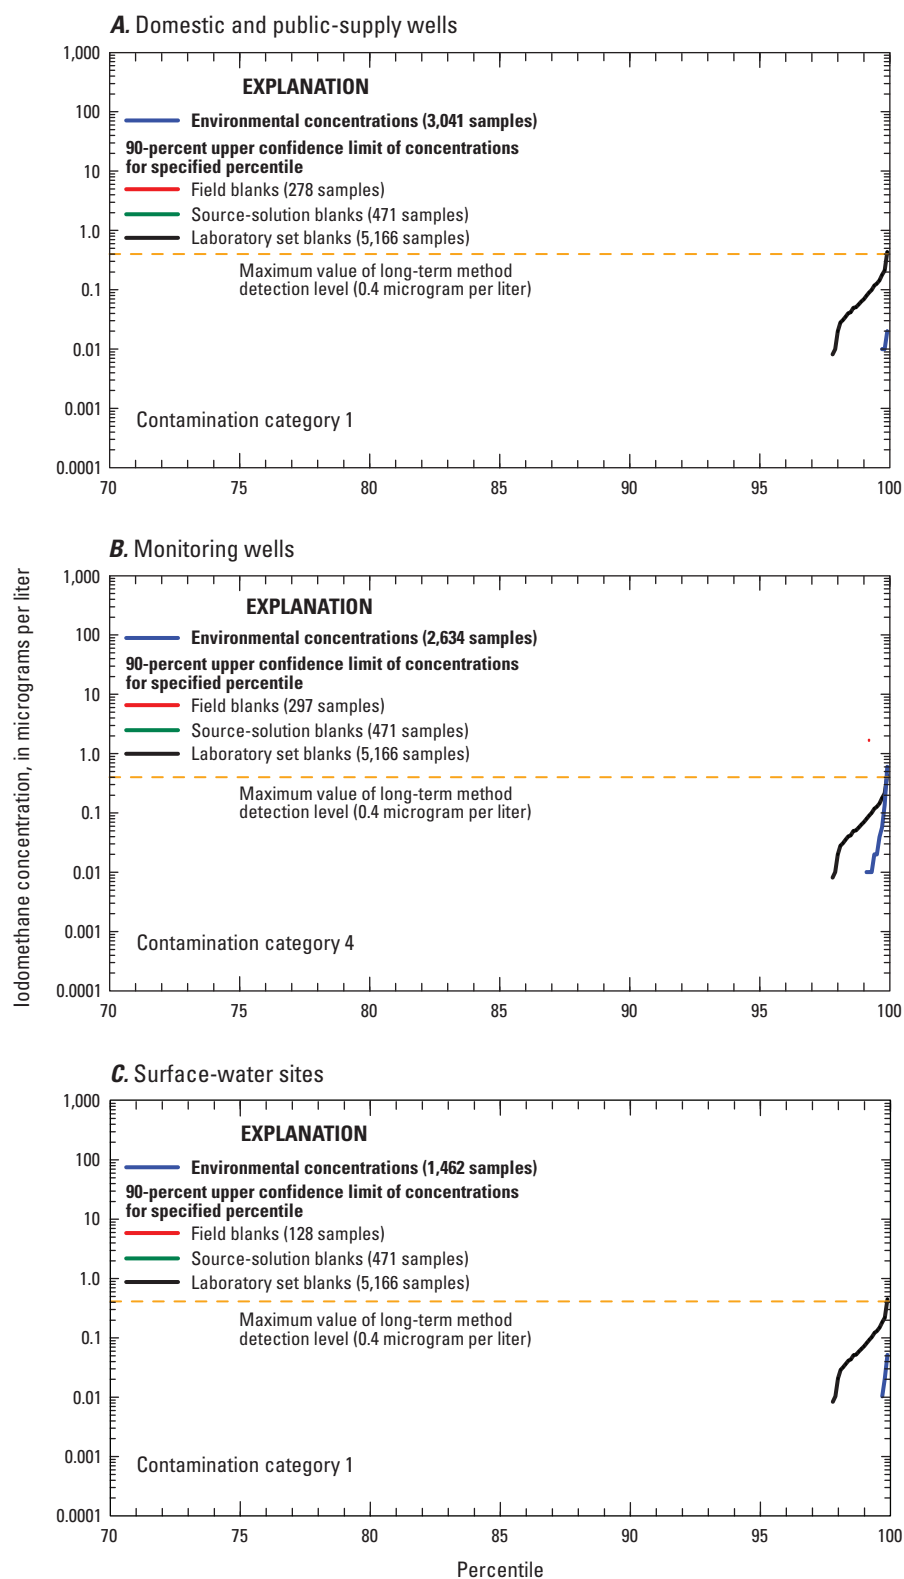 A. Domestic and public-supply wells
1,000
EXPLANATION
100
Environmental concentrations (3,041 samples)
90-percent upper confidence limit of concentrations
for specified percentile
10
Field blanks (278 samples)
Source-solution blanks (471 samples)
1.0
Laboratory set blanks (5,166 samples)
Maximum value of long-term method
detection level (0.4 microgram per liter)
0.1
0.01
0.001
Contamination category 1
0.0001
70 75 80 85 90 95 100
B. Monitoring wells
1,000
EXPLANATION
100
Environmental concentrations (2,634 samples)
90-percent upper confidence limit of concentrations
for specified percentile
10
Field blanks (297 samples)
Source-solution blanks (471 samples)
1.0
Laboratory set blanks (5,166 samples)
Maximum value of long-term method
detection level (0.4 microgram per liter)
0.1
0.01
0.001
Contamination category 4
0.0001
70 75 80 85 90 95 100
Iodomethane concentration, in micrograms per liter
C. Surface-water sites
1,000
EXPLANATION
100
Environmental concentrations (1,462 samples)
90-percent upper confidence limit of concentrations
for specified percentile
10
Field blanks (128 samples)
Source-solution blanks (471 samples)
1.0
Laboratory set blanks (5,166 samples)
Maximum value of long-term method
detection level (0.4 microgram per liter)
0.1
0.01
0.001
Contamination category 1
0.0001
70 75 80 85 90 95 100
Percentile